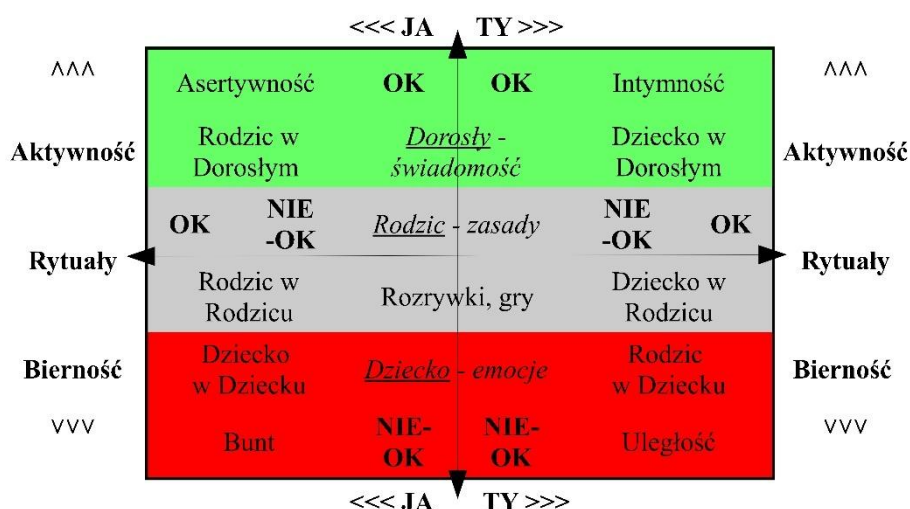 <<< JA TY >>>
^^^ Asertywność OK OK Intymność ^^^
Aktywność Rodzic w Dorosłym Dorosły - świadomość Dziecko w Dorosłym Aktywność
OK NIE -OK Rodzic - zasady NIE -OK OK
Rytuały Rytuały
Rodzic w Rodzicu Rozrywki, gry Dziecko w Rodzicu
Bierność Dziecko w Dziecku Dziecko - emocje Rodzic w Dziecku Bierność
vvv Bunt NIE-OK NIE-OK Uległość vvv
<<< JA TY >>>